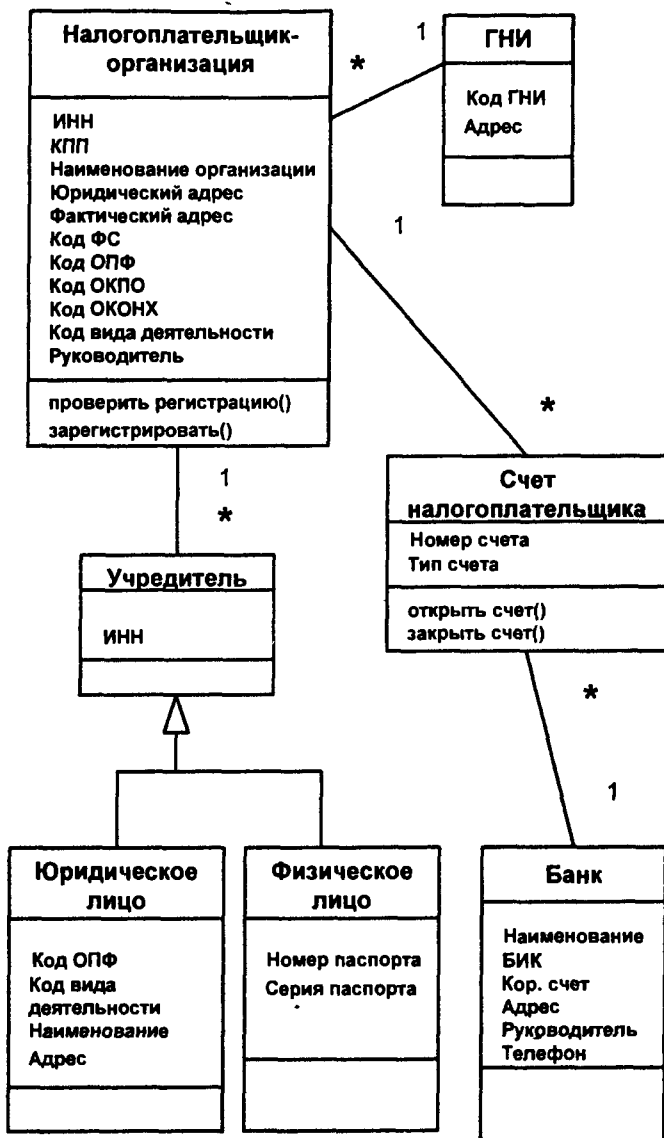 Налогоплательщик-
организация
ИНН
КПП
Наименование организации
Юридический адрес
Фактический адрес
Код ФС
Код ОПФ
Код ОКПО
Код ОКОНХ
Код вида деятельности
Руководитель
проверить регистрацию()
зарегистрировать()
*
1
ГНИ
Код ГНИ
Адрес
1
*
Счет
налогоплательщика
Номер счета
Тип счета
открыть счет()
закрыть счет()
1
*
Учредитель
ИНН
*
1
Юридическое
лицо
Код ОПФ
Код вида
деятельности
Наименование
Адрес
Физическое
лицо
Номер паспорта
Серия паспорта
Банк
Наименование
БИК
Кор. счет
Адрес
Руководитель
Телефон